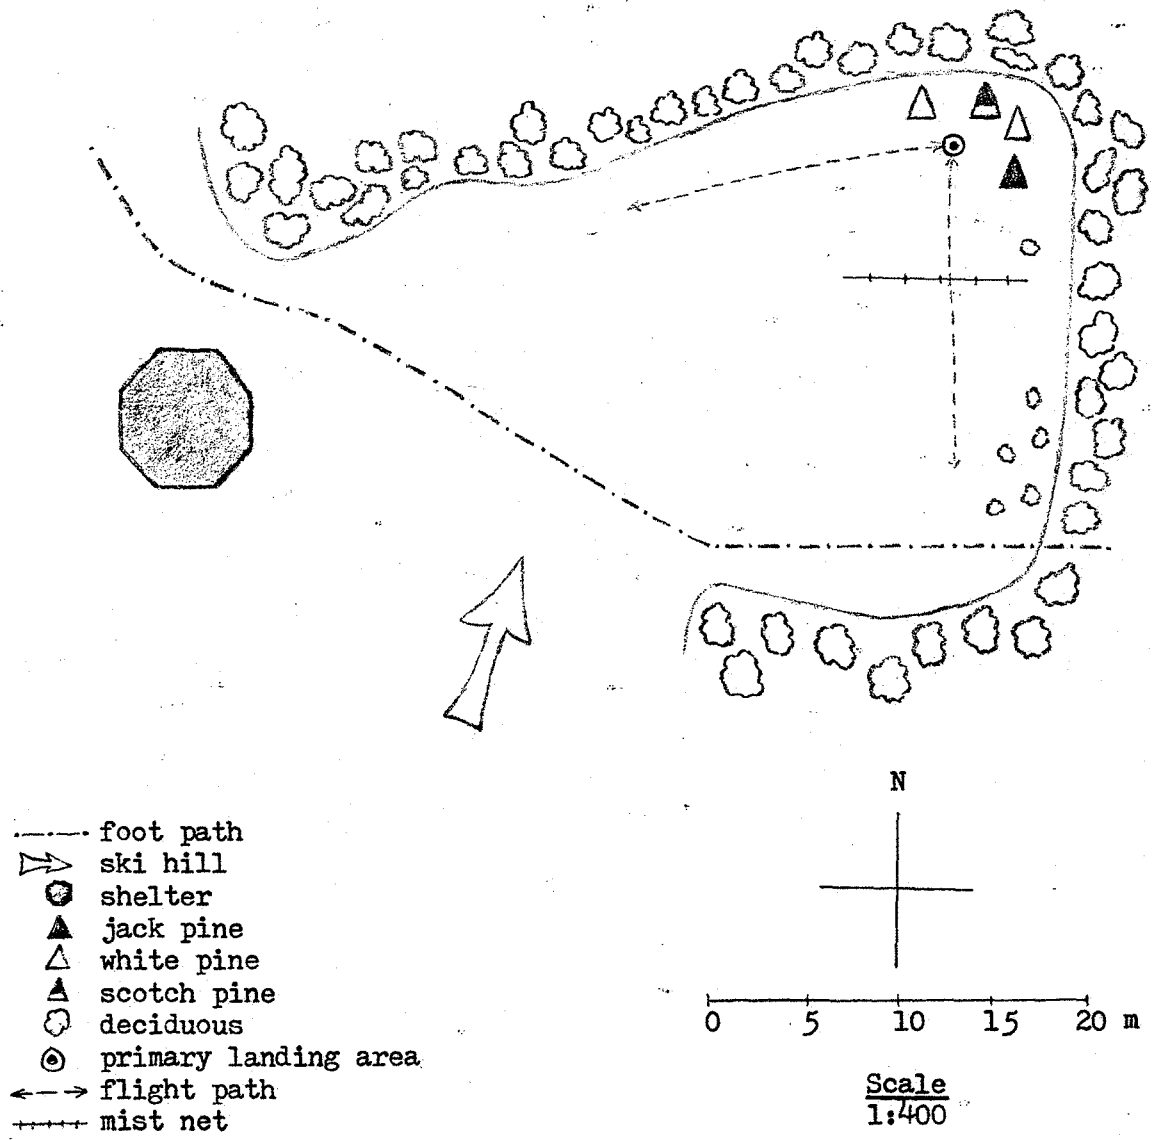 N
foot path
ski hill
shelter
jack pine
white pine
scotch pine
deciduous
primary landing area
flight path
mist net
0 5 10 15 20 m
Scale
1:400